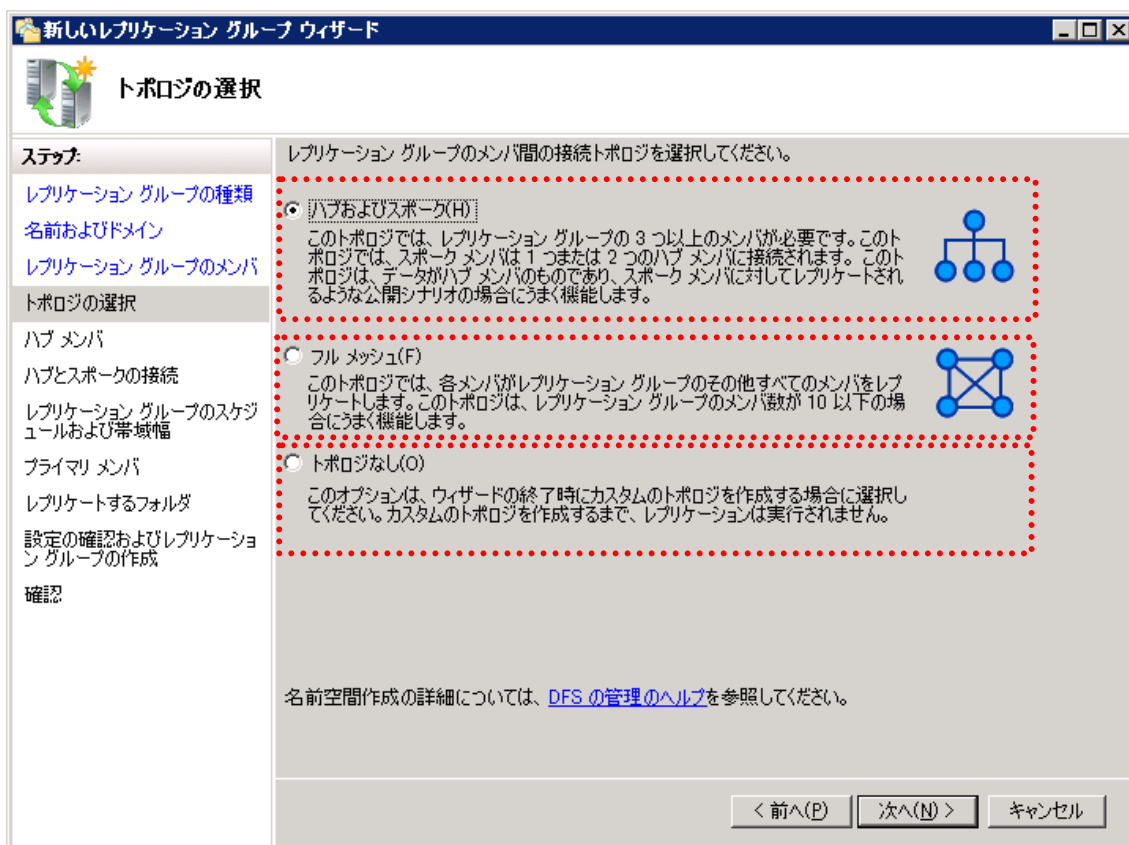 新しいレプリケーション グループ ウィザード
トポロジの選択
ステップ:
レプリケーション グループの種類
名前およびドメイン
レプリケーション グループのメンバ
トポロジの選択
ハブ メンバ
ハブとスポークの接続
レプリケーション グループのスケジ
ュールおよび帯域幅
プライマリ メンバ
レプリケートするフォルダ
設定の確認およびレプリケーショ
ン グループの作成
確認
レプリケーション グループのメンバ間の接続トポロジを選択してください。
ハブおよびスポーク(H)
このトポロジでは、レプリケーション グループの 3 つ以上のメンバが必要です。このト
ポロジでは、スポーク メンバは 1 つまたは 2 つのハブ メンバに接続されます。このト
ポロジは、データがハブ メンバのものであり、スポーク メンバに対してレプリケートされ
るような公開シナリオの場合にうまく機能します。
フル メッシュ(F)
このトポロジでは、各メンバがレプリケーション グループのその他すべてのメンバをレプ
リケートします。このトポロジは、レプリケーション グループのメンバ数が 10 以下の場
合にうまく機能します。
トポロジなし(O)
このオプションは、ウィザードの終了時にカスタムのトポロジを作成する場合に選択し
てください。カスタムのトポロジを作成するまで、レプリケーションは実行されません。
名前空間作成の詳細については、DFS の管理のヘルプを参照してください。
< 前へ(P) 次へ(N) > キャンセル